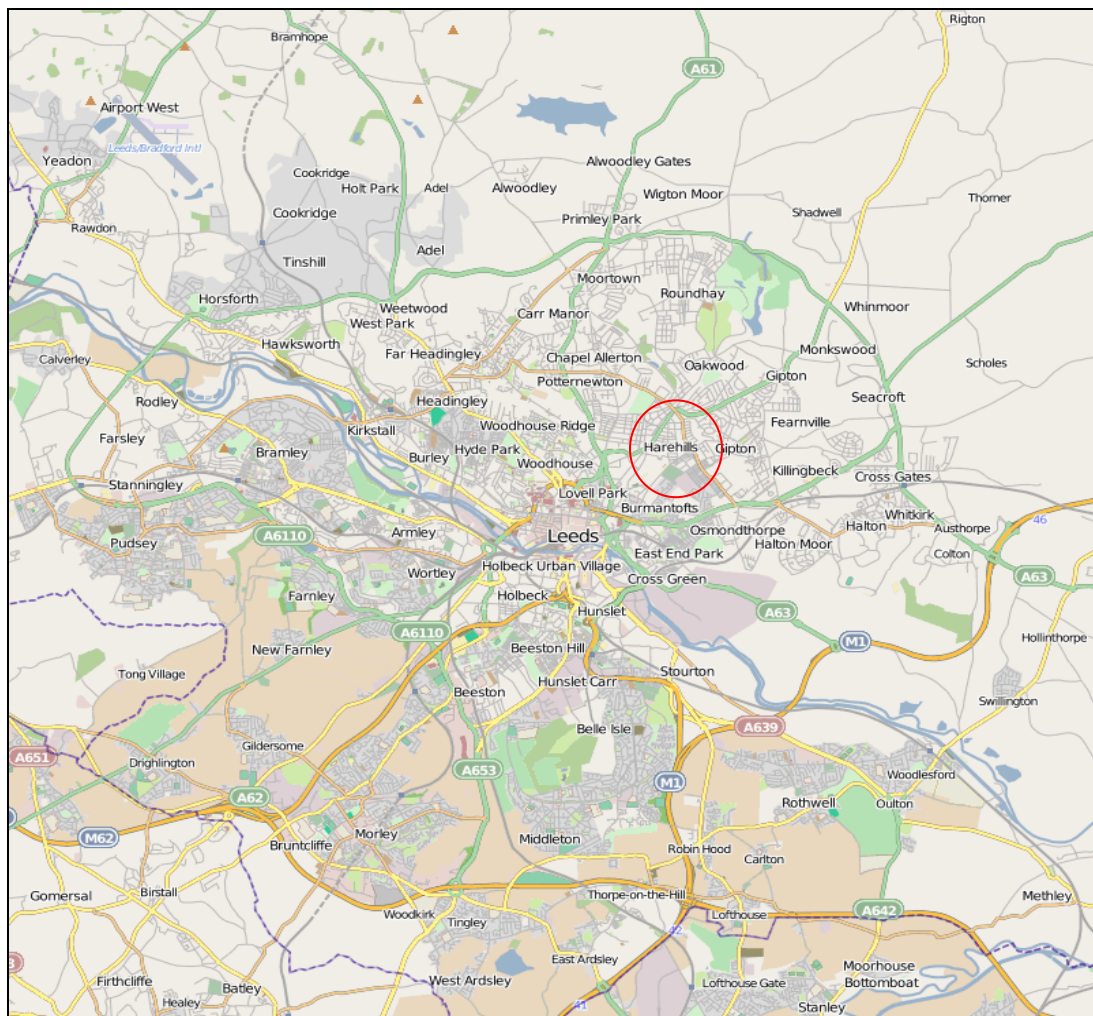 Rigton
Bramhope
A61
Airport West
Leeds/Bradford Intl
Yeadon
Alwoodley Gates
Cookridge
Holt Park
Adel
Alwoodley
Wigton Moor
Thorner
Cookridge
Primley Park
Shadwell
Rawdon
Adel
Tinshill
Moortown
Roundhay
Horsforth
Weetwood
Whinmoor
West Park
Carr Manor
Hawksworth
Far Headingley
Chapel Allerton
Monkswood
Calverley
Oakwood
Scholes
Potternewton
Gipton
Rodley
Headingley
Seacroft
Kirkstall
Woodhouse Ridge
Fearnville
Farsley
Bramley
Burley
Hyde Park
Harehills
Gipton
Woodhouse
Killingbeck
Stanningley
Cross Gates
Lovell Park
Burmantofts
Whitkirk
46
A6110
Armley
Leeds
Osmondthorpe
Halton
Austhorpe
Pudsey
East End Park
Halton Moor
Colton
Holbeck Urban Village
Wortley
Cross Green
A63
Farnley
Holbeck
Hunslet
A63
A6110
M1
Hollinthorpe
New Farnley
Beeston Hill
Tong Village
Stourton
Hunslet Carr
Beeston
Swillington
Belle Isle
A639
Gildersome
A651
Drighlington
A653
Woodlesford
M1
A62
Rothwell
Oulton
M62
Morley
Middleton
Bruntcliffe
Robin Hood
Carlton
Gomersal
Birstall
Thorpe-on-the-Hill
Methley
Woodkirk
Tingley
Lofthouse
A642
42
East Ardsley
Firthcliffe
Batley
West Ardsley
Moorhouse
Bottomboat
Lofthouse Gate
Healey
41
Stanley